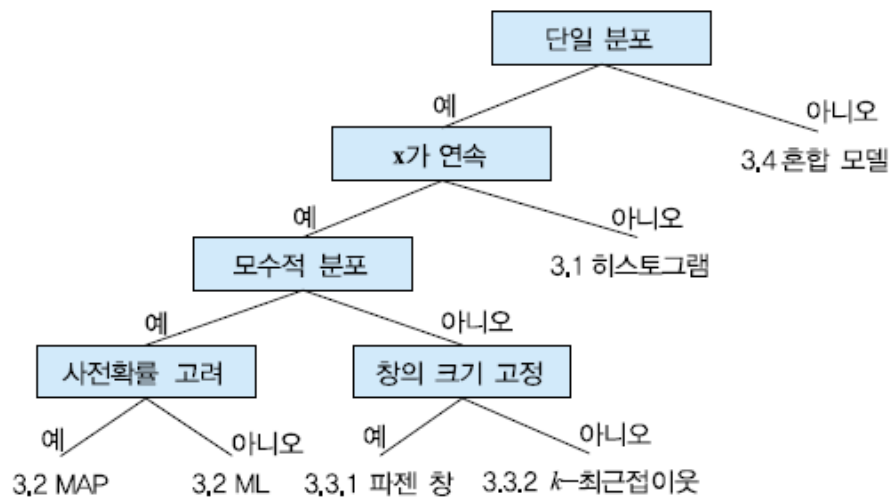 단일 분포
예
아니오
x가 연속
3.4 혼합 모델
예
아니오
모수적 분포
3.1 히스토그램
예
아니오
사전확률 고려
창의 크기 고정
예
아니오
예
아니오
3.2 MAP
3.2 ML
3.3.1 파젠 창
3.3.2 k-최근접이웃